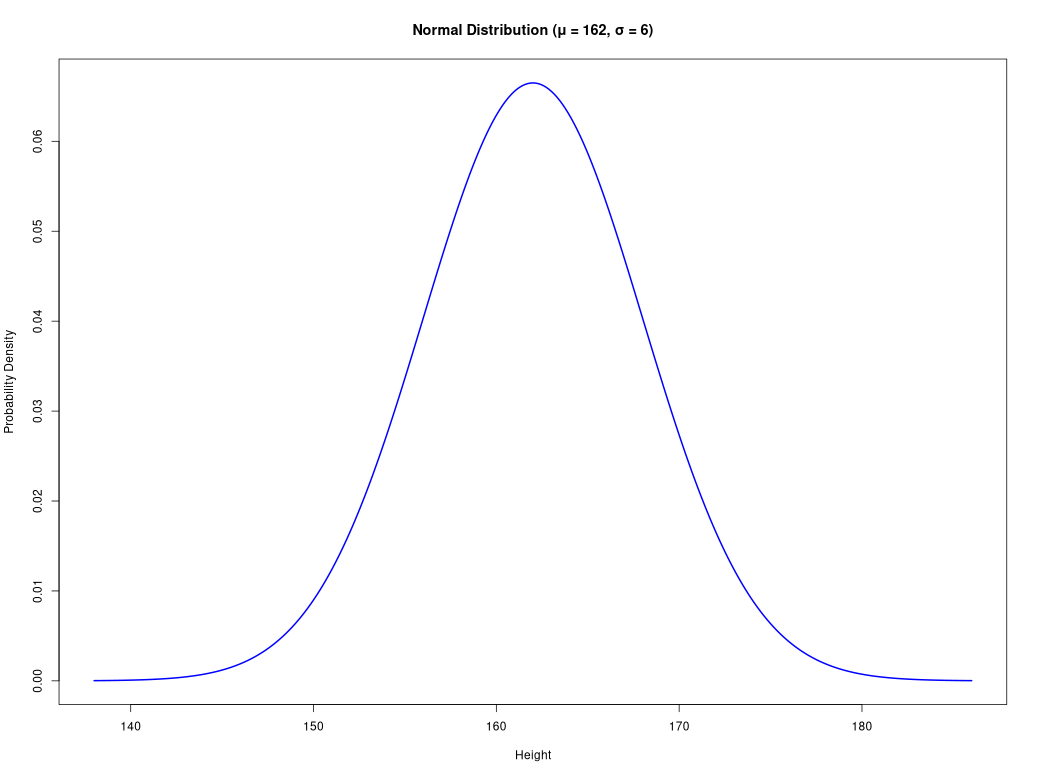 Normal Distribution (μ = 162, σ = 6)
Probability Density
0.06
0.05
0.04
0.03
0.02
0.01
0.00
140 150 160 170 180
Height